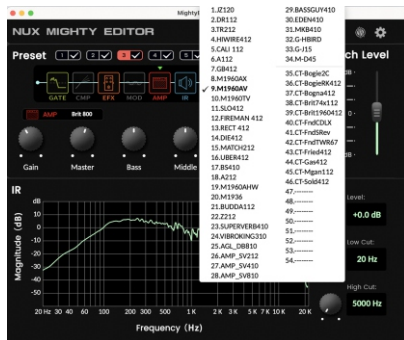 MightyE
NUX MIGHTY EDITOR
Preset 1 2 3 4 5
ch Level
GATE CMP EFX MOD AMP IR
AMP Brit 800
Gain Master Bass Middle
IR
dB
Magnitude (dB)
10
0
-10
-20
-30
-40
-50
20 Hz 30 40 60 100 200 300 500 1 K 2 K 3 K 5 K 10 K 20 K
Frequency (Hz)
1.JZ120
2.DR112
3.TR212
4.HIWIRE412
5.CALI 112
6.A112
7.GB412
8.M1960AX
✓ 9.M1960AV
10.M1960TV
11.SLO412
12.FIREMAN 412
13.RECT 412
14.DIE412
15.MATCH212
16.UBER412
17.BS410
18.A212
19.M1960AHW
20.M1936
21.BUDDA112
22.Z212
23.SUPERVERB410
24.VIBROKING310
25.AGL_DBB10
26.AMP_SV212
27.AMP_SV410
28.AMP_SV810
29.BASSGUY410
30.EDEN410
31.MKB410
32.G-HBIRD
33.G-J15
34.M-D45
35.CT-Bogie2C
36.CT-BogieRK412
37.CT-Bogna412
38.CT-Brit74x112
39.CT-Brit1960412
40.CT-FndCDLX
41.CT-Fnd5Rev
42.CT-FndTWR67
43.CT-Fried412
44.CT-Gas412
45.CT-Mgan112
46.CT-Sold412
47.--------
48.--------
49.--------
50.--------
51.--------
52.--------
53.--------
54.--------
Level:
+0.0 dB
Low Cut:
20 Hz
High Cut:
5000 Hz